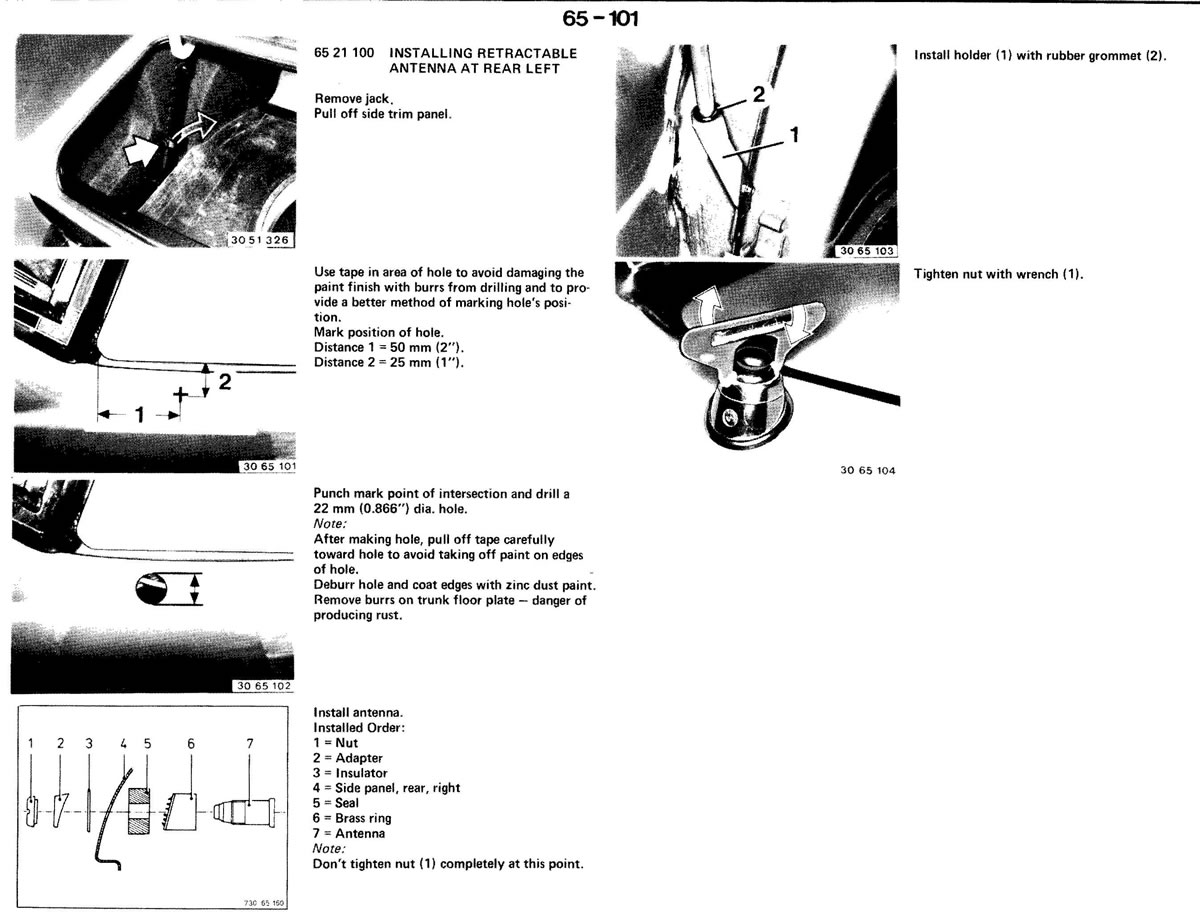 65-101
65 21 100 INSTALLING RETRACTABLE
ANTENNA AT REAR LEFT
Remove jack.
Pull off side trim panel.
30 51 326
Use tape in area of hole to avoid damaging the
paint finish with burrs from drilling and to pro-
vide a better method of marking hole's posi-
tion.
Mark position of hole.
Distance 1 = 50 mm (2'').
Distance 2 = 25 mm (1'').
2
1
30 65 101
Punch mark point of intersection and drill a
22 mm (0.866'') dia. hole.
Note:
After making hole, pull off tape carefully
toward hole to avoid taking off paint on edges
of hole.
Deburr hole and coat edges with zinc dust paint.
Remove burrs on trunk floor plate — danger of
producing rust.
30 65 102
1 2 3 4 5 6 7
730 65 160
Install antenna.
Installed Order:
1 = Nut
2 = Adapter
3 = Insulator
4 = Side panel, rear, right
5 = Seal
6 = Brass ring
7 = Antenna
Note:
Don't tighten nut (1) completely at this point.
2
1
30 65 103
Install holder (1) with rubber grommet (2).
Tighten nut with wrench (1).
30 65 104